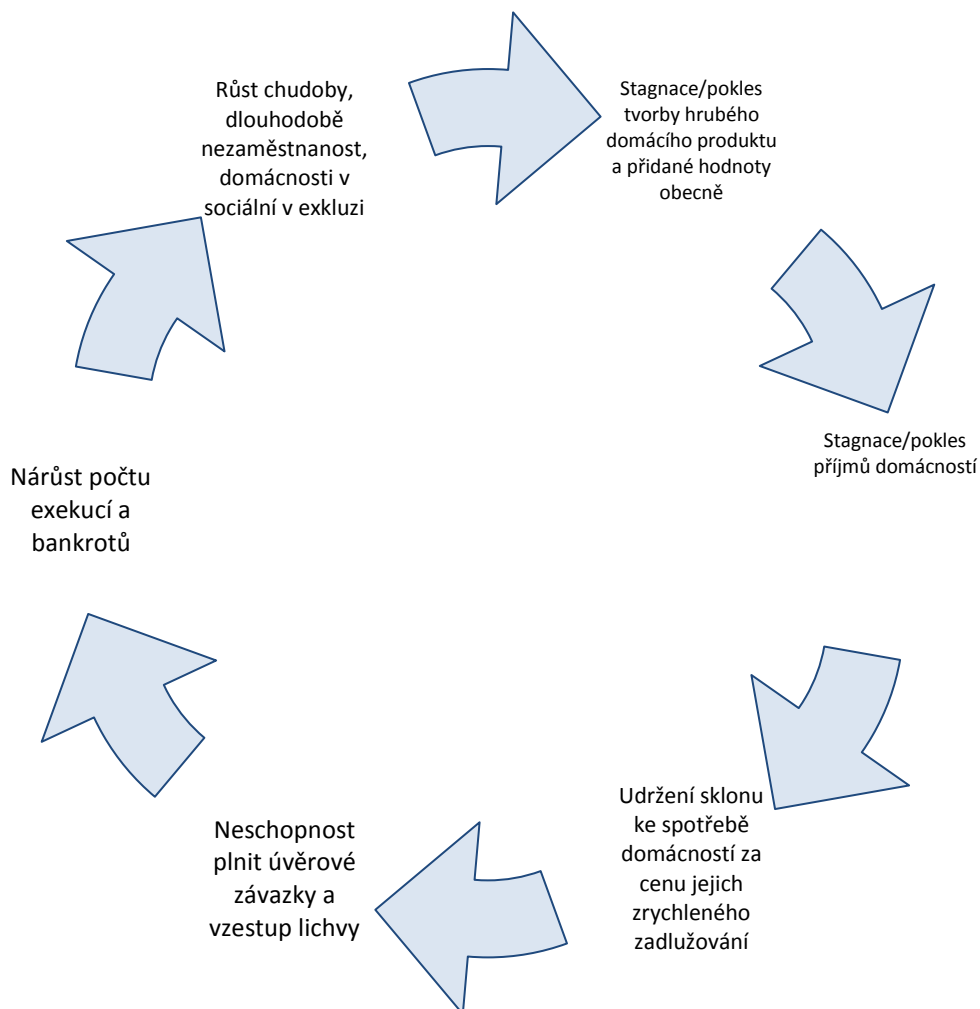 Růst chudoby,
dlouhodobě
nezaměstnanost,
domácnosti v
sociální v exkluzi
Stagnace/pokles
tvorby hrubého
domácího produktu
a přidané hodnoty
obecně
Stagnace/pokles
příjmů domácností
Udržení sklonu
ke spotřebě
domácností za
cenu jejich
zrychleného
zadlužování
Neschopnost
plnit úvěrové
závazky a
vzestup lichvy
Nárůst počtu
exekucí a
bankrotů